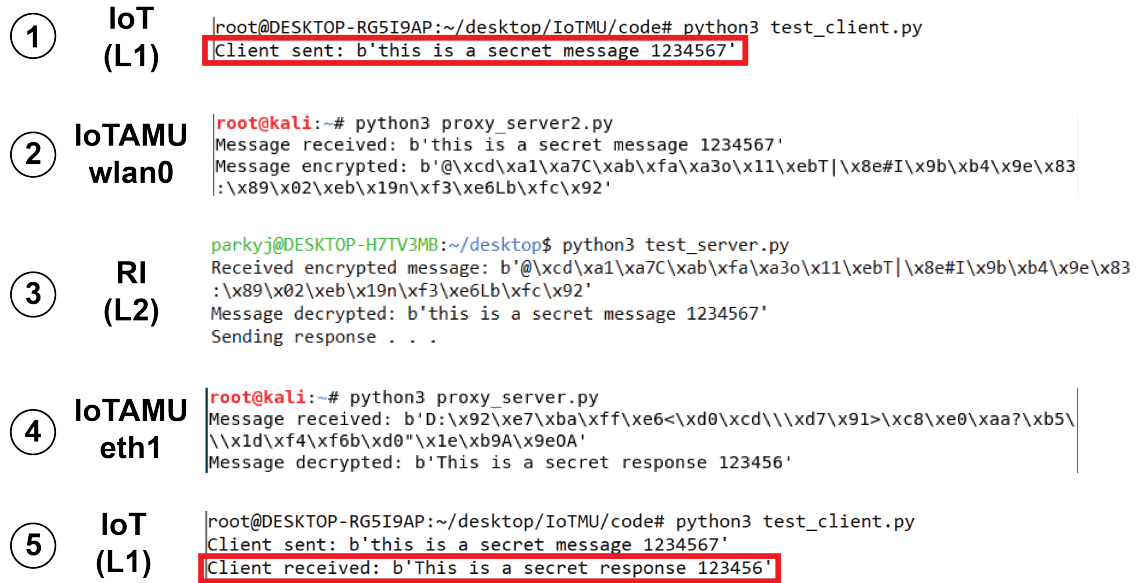 1
IoT
(L1)
root@DESKTOP-RG5I9AP:~/desktop/IoTMU/code# python3 test_client.py
Client sent: b'this is a secret message 1234567'
2
IoTAMU
wlan0
root@kali:~# python3 proxy_server2.py
Message received: b'this is a secret message 1234567'
Message encrypted: b'@\xcd\xa1\xa7C\xab\xfa\xa3o\x11\xebT|\x8e#I\x9b\xb4\x9e\x83
:\x89\x02\xeb\x19n\xf3\xe6Lb\xfc\x92'
3
RI
(L2)
parkyj@DESKTOP-H7TV3MB:~/desktop$ python3 test_server.py
Received encrypted message: b'@\xcd\xa1\xa7C\xab\xfa\xa3o\x11\xebT|\x8e#I\x9b\xb4\x9e\x83
:\x89\x02\xeb\x19n\xf3\xe6Lb\xfc\x92'
Message decrypted: b'this is a secret message 1234567'
Sending response . . .
4
IoTAMU
eth1
root@kali:~# python3 proxy_server.py
Message received: b'D:\x92\xe7\xba\xff\xe6<\xd0\xcd\\\xd7\x91>\xc8\xe0\xaa?\xb5\
\\x1d\xf4\xf6b\xd0"\x1e\xb9A\x9eOA'
Message decrypted: b'This is a secret response 123456'
5
IoT
(L1)
root@DESKTOP-RG5I9AP:~/desktop/IoTMU/code# python3 test_client.py
Client sent: b'this is a secret message 1234567'
Client received: b'This is a secret response 123456'